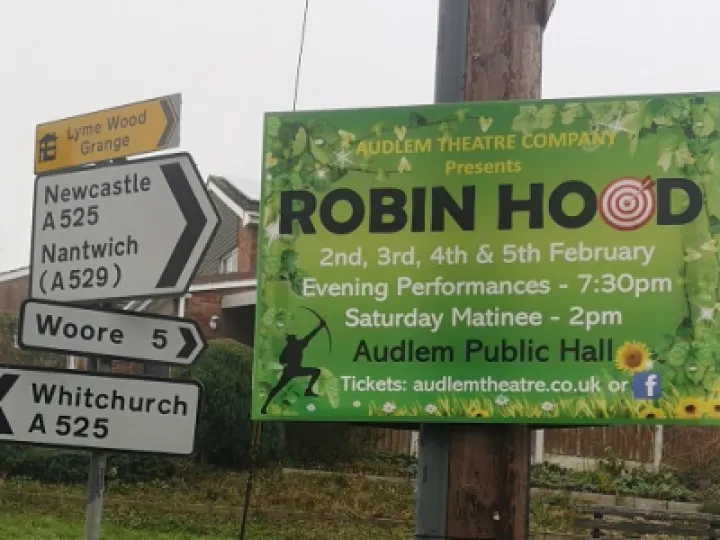 Lyme Wood
Grange
Newcastle
A 525
Nantwich
(A 529)
Woore 5
Whitchurch
A 525
AUDLEM THEATRE COMPANY
Presents
ROBIN HOOD
2nd, 3rd, 4th & 5th February
Evening Performances - 7:30pm
Saturday Matinee - 2pm
Audlem Public Hall
Tickets: audlemtheatre.co.uk or f